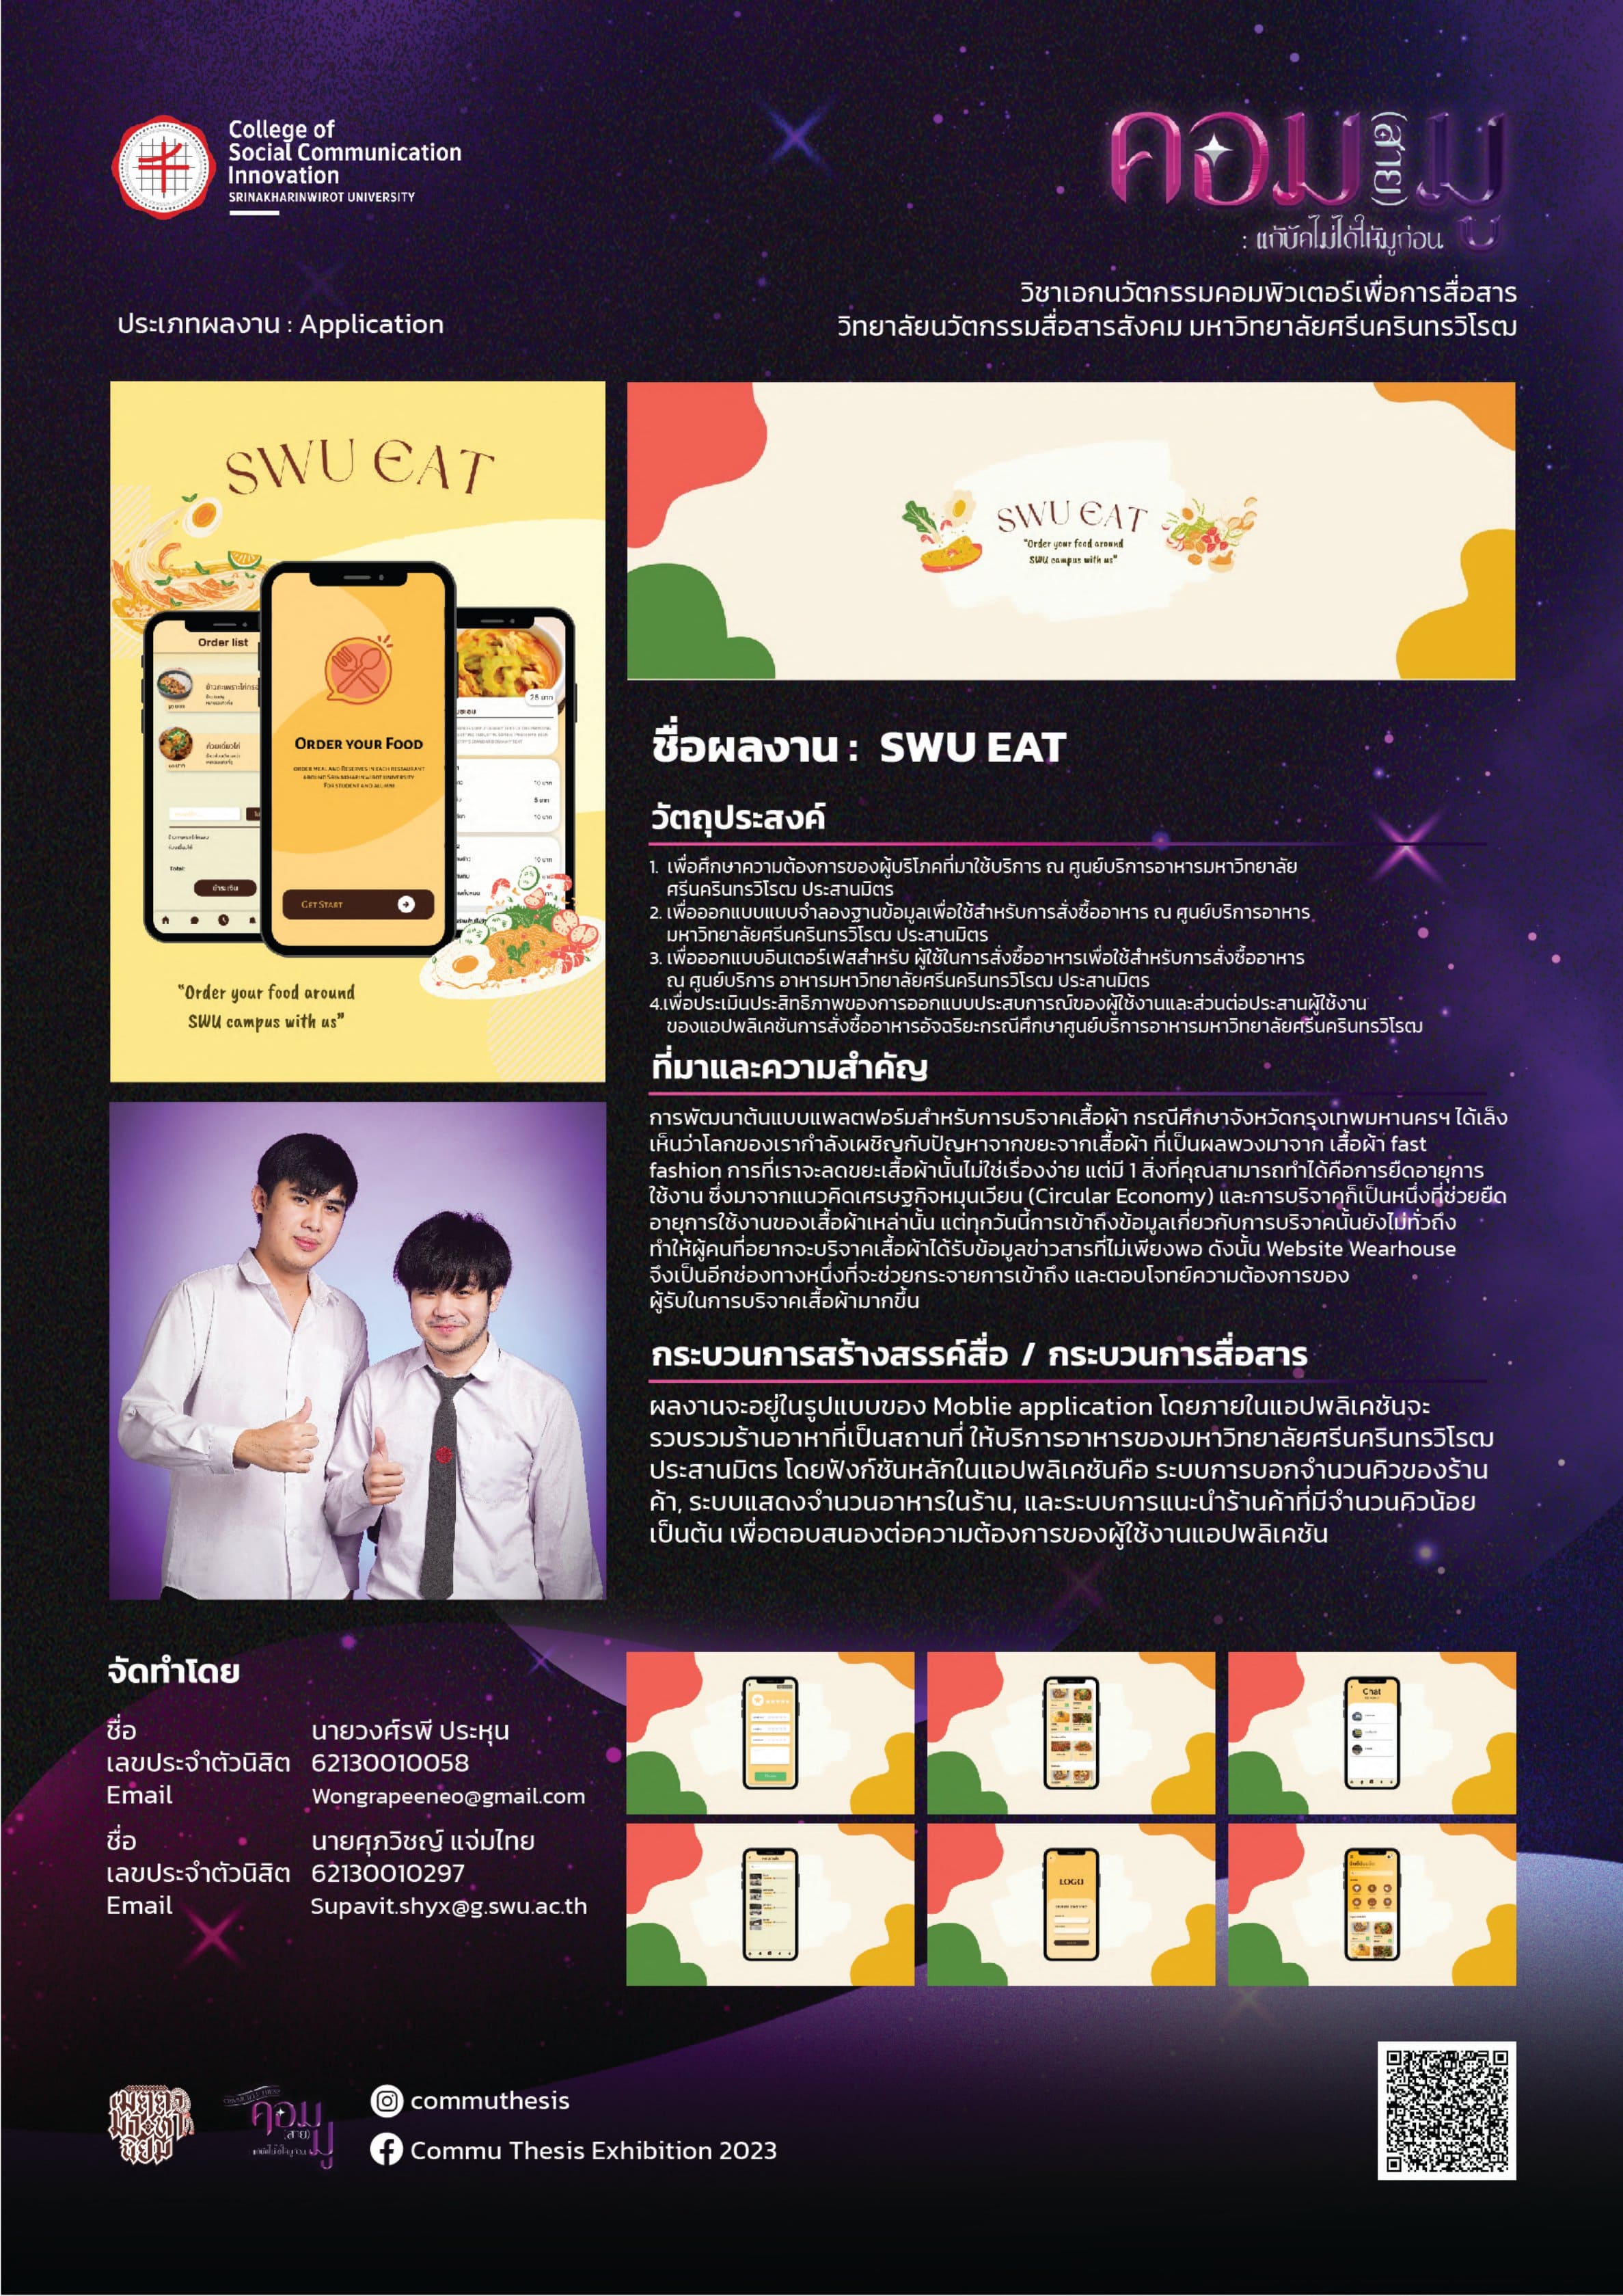 College of
Social Communication
Innovation
SRINAKHARINWIROT UNIVERSITY
คอม (สาย) มู
: แก้บัคไม่ได้ให้มูก่อน
วิชาเอกนวัตกรรมคอมพิวเตอร์เพื่อการสื่อสาร
วิทยาลัยนวัตกรรมสื่อสารสังคม มหาวิทยาลัยศรีนครินทรวิโรฒ
ประเภทผลงาน : Application
SWU EAT
Order list
25 บาท
ORDER YOUR FOOD
ORDER MEAL AND RESERVES IN EACH RESTAURANT
AROUND SRINAKHARINWIROT UNIVERSITY
FOR STUDENT AND ALUMNI
10 บาท
5 บาท
10 บาท
10 บาท
Total:
ชำระเงิน
GET START
"Order your food around
SWU campus with us"
SWU EAT
"Order your food around
SWU campus with us"
ชื่อผลงาน : SWU EAT
วัตถุประสงค์
1. เพื่อศึกษาความต้องการของผู้บริโภคที่มาใช้บริการ ณ ศูนย์บริการอาหารมหาวิทยาลัย
ศรีนครินทรวิโรฒ ประสานมิตร
2. เพื่อออกแบบแบบจำลองฐานข้อมูลเพื่อใช้สำหรับการสั่งซื้ออาหาร ณ ศูนย์บริการอาหาร
มหาวิทยาลัยศรีนครินทรวิโรฒ ประสานมิตร
3. เพื่อออกแบบอินเตอร์เฟสสำหรับ ผู้ใช้ในการสั่งซื้ออาหารเพื่อใช้สำหรับการสั่งซื้ออาหาร
ณ ศูนย์บริการ อาหารมหาวิทยาลัยศรีนครินทรวิโรฒ ประสานมิตร
4.เพื่อประเมินประสิทธิภาพของการออกแบบประสบการณ์ของผู้ใช้งานและส่วนต่อประสานผู้ใช้งาน
ของแอปพลิเคชันการสั่งซื้ออาหารอัจฉริยะกรณีศึกษาศูนย์บริการอาหารมหาวิทยาลัยศรีนครินทรวิโรฒ
ที่มาและความสำคัญ
การพัฒนาต้นแบบแพลตฟอร์มสำหรับการบริจาคเสื้อผ้า กรณีศึกษาจังหวัดกรุงเทพมหานครฯ ได้เล็ง
เห็นว่าโลกของเรากำลังเผชิญกับปัญหาจากขยะจากเสื้อผ้า ที่เป็นผลพวงมาจาก เสื้อผ้า fast
fashion การที่เราจะลดขยะเสื้อผ้านั้นไม่ใช่เรื่องง่าย แต่มี 1 สิ่งที่คุณสามารถทำได้คือการยืดอายุการ
ใช้งาน ซึ่งมาจากแนวคิดเศรษฐกิจหมุนเวียน (Circular Economy) และการบริจาคก็เป็นหนึ่งที่ช่วยยืด
อายุการใช้งานของเสื้อผ้าเหล่านั้น แต่ทุกวันนี้การเข้าถึงข้อมูลเกี่ยวกับการบริจาคนั้นยังไม่ทั่วถึง
ทำให้ผู้คนที่อยากจะบริจาคเสื้อผ้าได้รับข้อมูลข่าวสารที่ไม่เพียงพอ ดังนั้น Website Wearhouse
จึงเป็นอีกช่องทางหนึ่งที่จะช่วยกระจายการเข้าถึง และตอบโจทย์ความต้องการของ
ผู้รับในการบริจาคเสื้อผ้ามากขึ้น
กระบวนการสร้างสรรค์สื่อ / กระบวนการสื่อสาร
ผลงานจะอยู่ในรูปแบบของ Moblie application โดยภายในแอปพลิเคชันจะ
รวบรวมร้านอาหาที่เป็นสถานที่ ให้บริการอาหารของมหาวิทยาลัยศรีนครินทรวิโรฒ
ประสานมิตร โดยฟังก์ชันหลักในแอปพลิเคชันคือ ระบบการบอกจำนวนคิวของร้าน
ค้า, ระบบแสดงจำนวนอาหารในร้าน, และระบบการแนะนำร้านค้าที่มีจำนวนคิวน้อย
เป็นต้น เพื่อตอบสนองต่อความต้องการของผู้ใช้งานแอปพลิเคชัน
จัดทำโดย
ชื่อ นายวงศ์รพี ประหุน
เลขประจำตัวนิสิต 62130010058
Email Wongrapeeneo@gmail.com
ชื่อ นายศุภวิชญ์ แจ่มไทย
เลขประจำตัวนิสิต 62130010297
Email Supavit.shyx@g.swu.ac.th
Chat
LOGO
คอม (สาย) มู
commuthesis
Commu Thesis Exhibition 2023